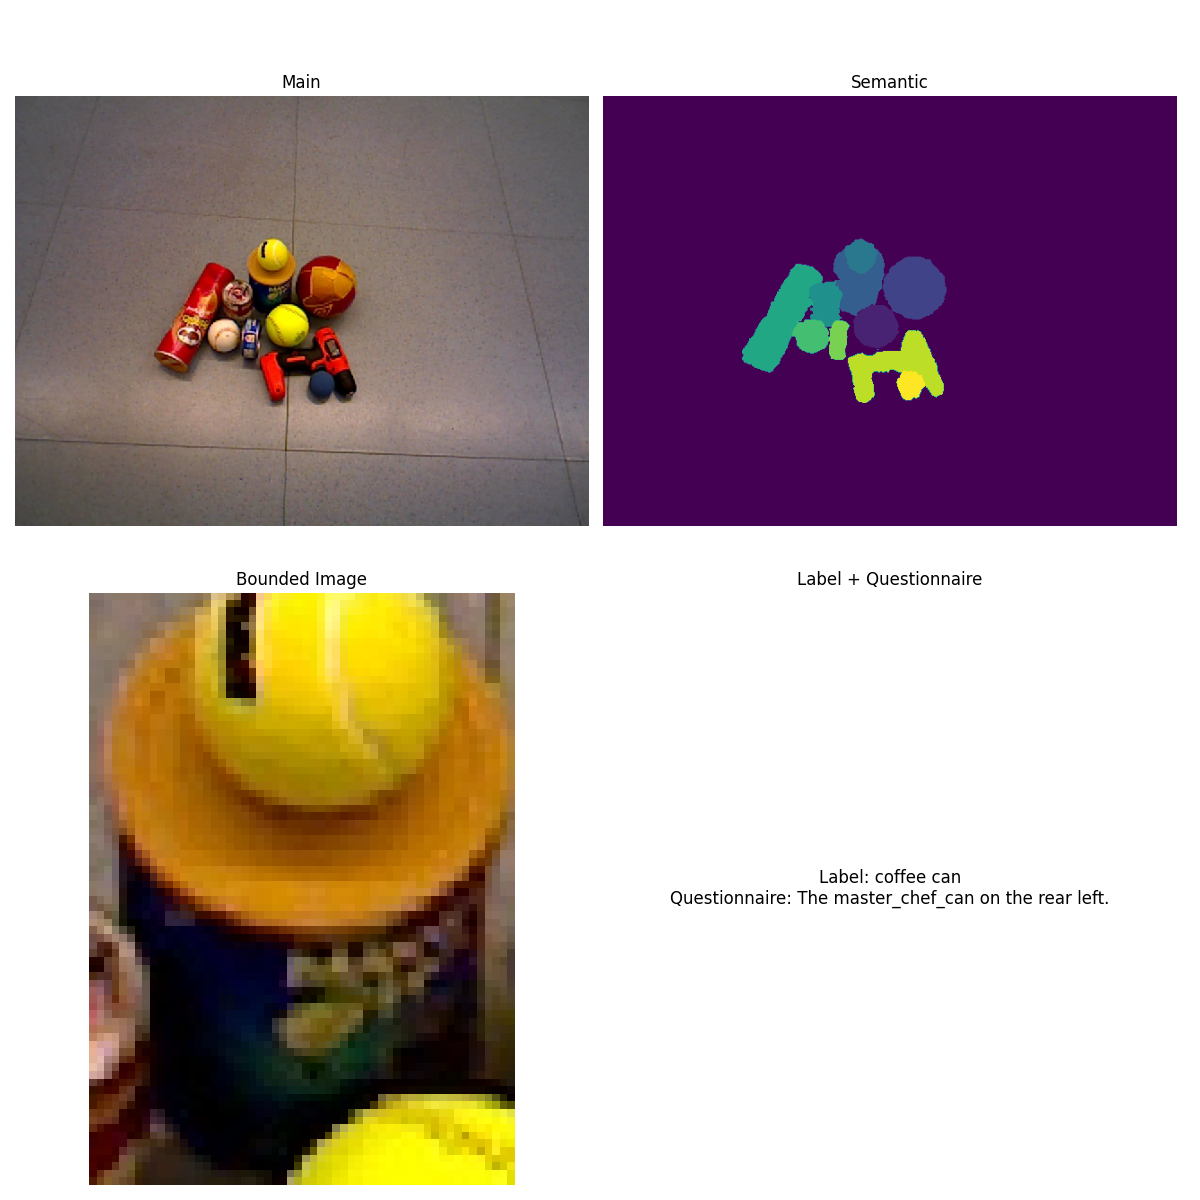 Main
Semantic
Bounded Image
Label + Questionnaire
Label: coffee can
Questionnaire: The master_chef_can on the rear left.